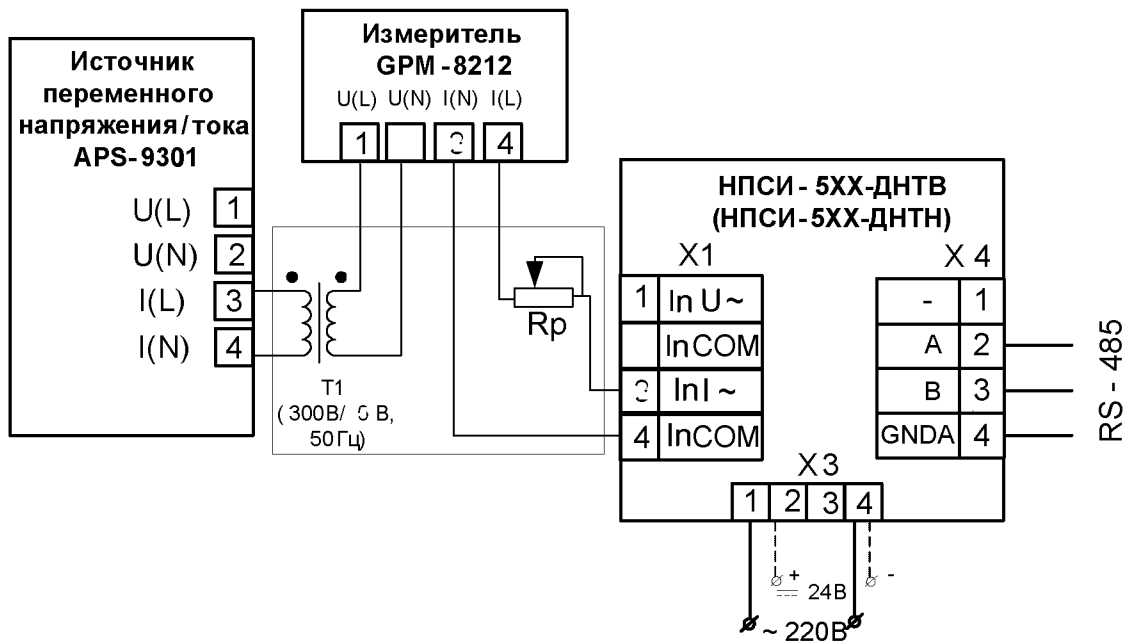 Источник
переменного
напряжения/тока
APS-9301
U(L) 1
U(N) 2
I(L) 3
I(N) 4
Измеритель
GPM-8212
U(L) U(N) I(N) I(L)
1 3 4
T1
(300В/ В,
50Гц)
Rp
НПСИ-5ХХ-ДНТВ
(НПСИ-5ХХ-ДНТН)
X1
1 In U~
InCOM
3 InI~
4 InCOM
X4
- 1
A 2
B 3
GNDA 4
RS-485
X3
1 2 3 4
+ -
24В
~ 220В